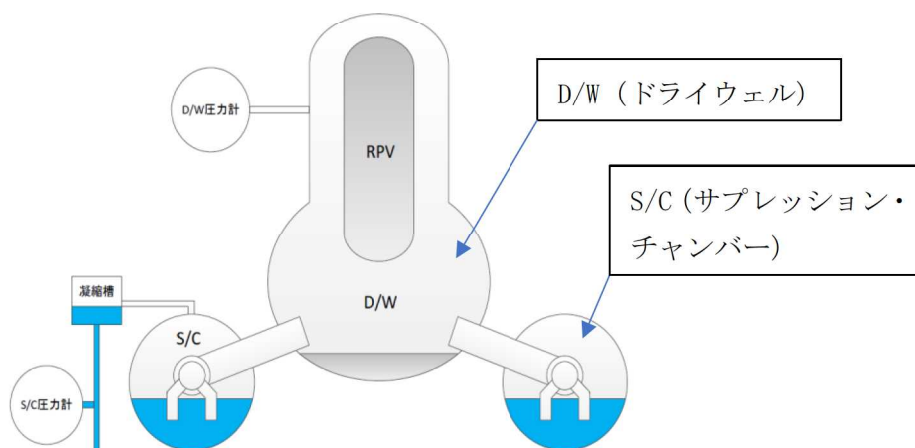 D/W (ドライウェル)
D/W圧力計
RPV
S/C(サプレッション・
チャンバー)
凝縮槽
D/W
S/C
S/C圧力計